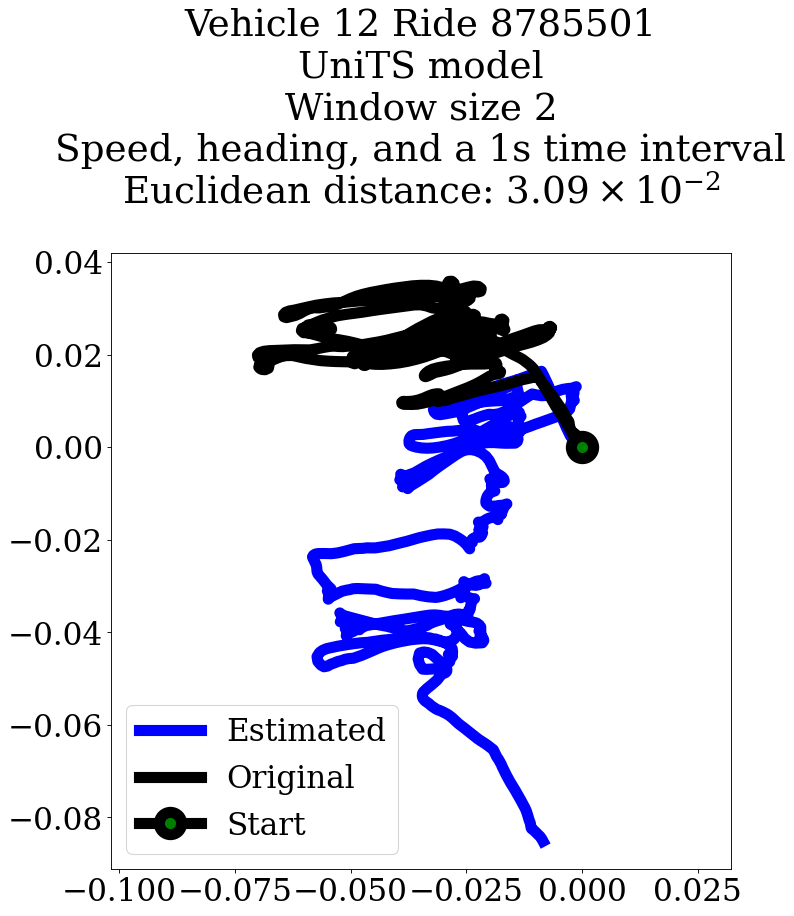 Vehicle 12 Ride 8785501
UniTS model
Window size 2
Speed, heading, and a 1s time interval
Euclidean distance: 3.09 × 10⁻²
0.04
0.02
0.00
−0.02
−0.04
−0.06
−0.08
Estimated
Original
Start
−0.100 −0.075 −0.050 −0.025 0.000 0.025